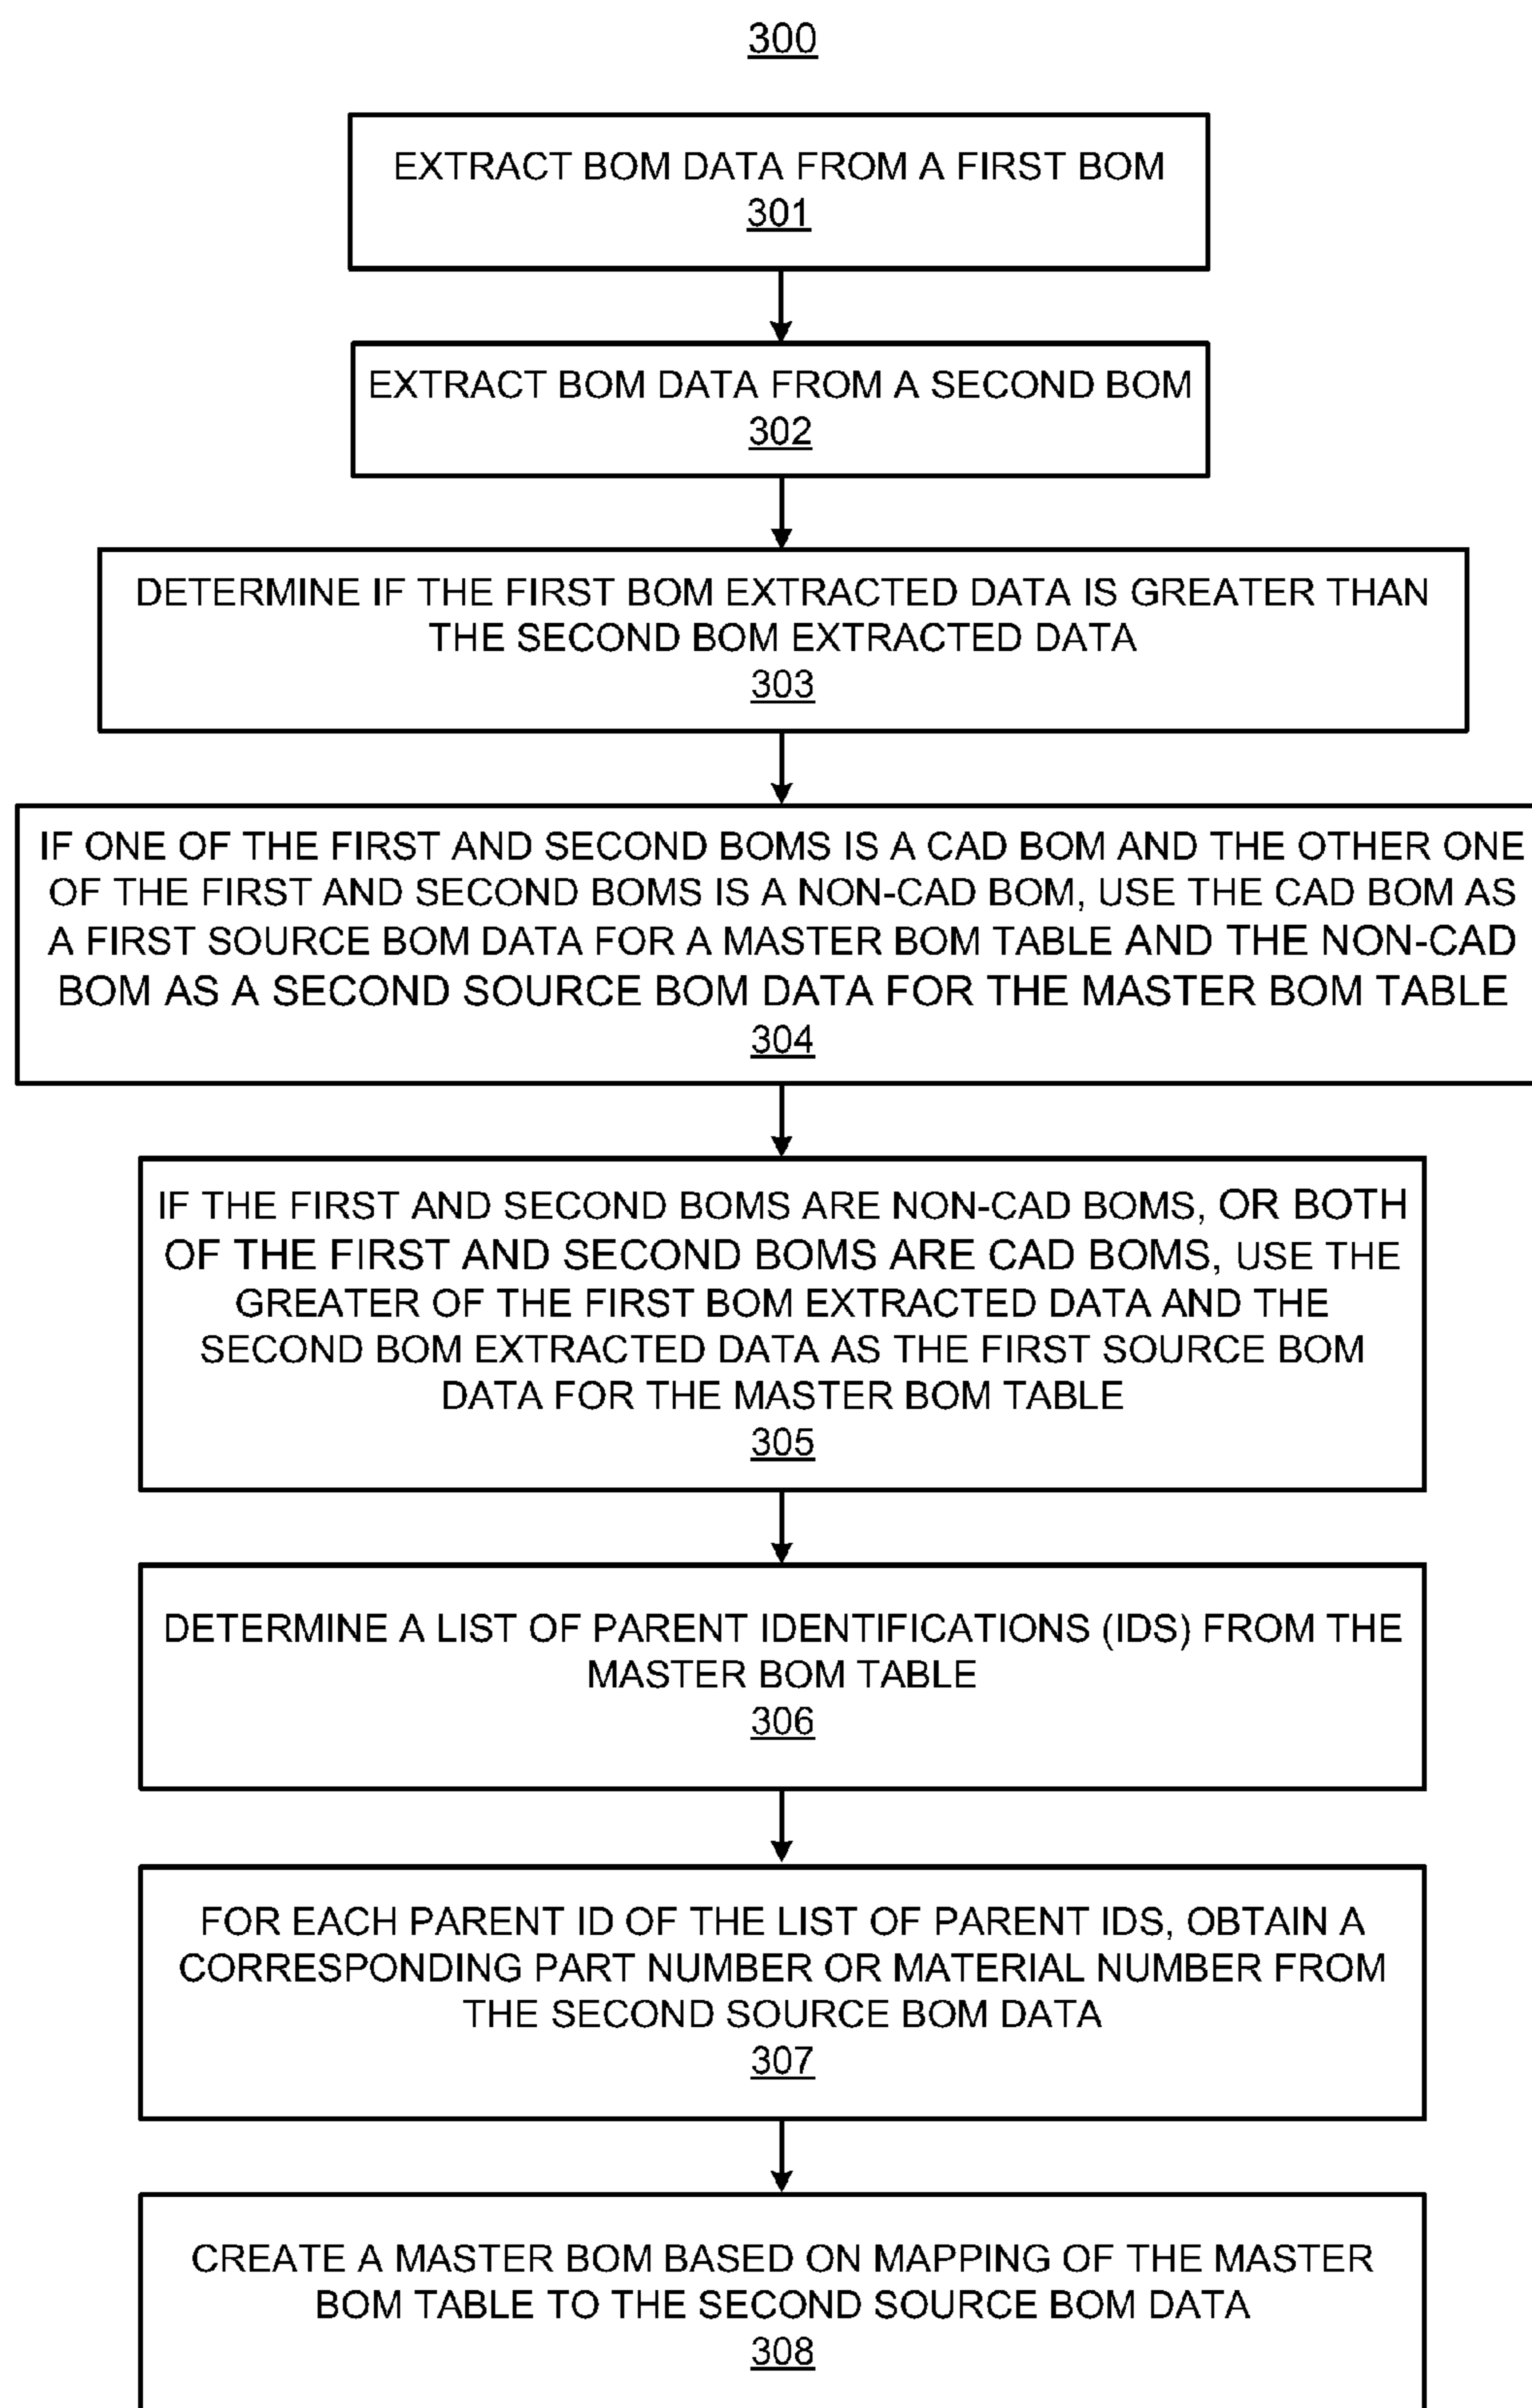 300
EXTRACT BOM DATA FROM A FIRST BOM
301
EXTRACT BOM DATA FROM A SECOND BOM
302
DETERMINE IF THE FIRST BOM EXTRACTED DATA IS GREATER THAN
THE SECOND BOM EXTRACTED DATA
303
IF ONE OF THE FIRST AND SECOND BOMS IS A CAD BOM AND THE OTHER ONE
OF THE FIRST AND SECOND BOMS IS A NON-CAD BOM, USE THE CAD BOM AS
A FIRST SOURCE BOM DATA FOR A MASTER BOM TABLE AND THE NON-CAD
BOM AS A SECOND SOURCE BOM DATA FOR THE MASTER BOM TABLE
304
IF THE FIRST AND SECOND BOMS ARE NON-CAD BOMS, OR BOTH
OF THE FIRST AND SECOND BOMS ARE CAD BOMS, USE THE
GREATER OF THE FIRST BOM EXTRACTED DATA AND THE
SECOND BOM EXTRACTED DATA AS THE FIRST SOURCE BOM
DATA FOR THE MASTER BOM TABLE
305
DETERMINE A LIST OF PARENT IDENTIFICATIONS (IDS) FROM THE
MASTER BOM TABLE
306
FOR EACH PARENT ID OF THE LIST OF PARENT IDS, OBTAIN A
CORRESPONDING PART NUMBER OR MATERIAL NUMBER FROM
THE SECOND SOURCE BOM DATA
307
CREATE A MASTER BOM BASED ON MAPPING OF THE MASTER
BOM TABLE TO THE SECOND SOURCE BOM DATA
308